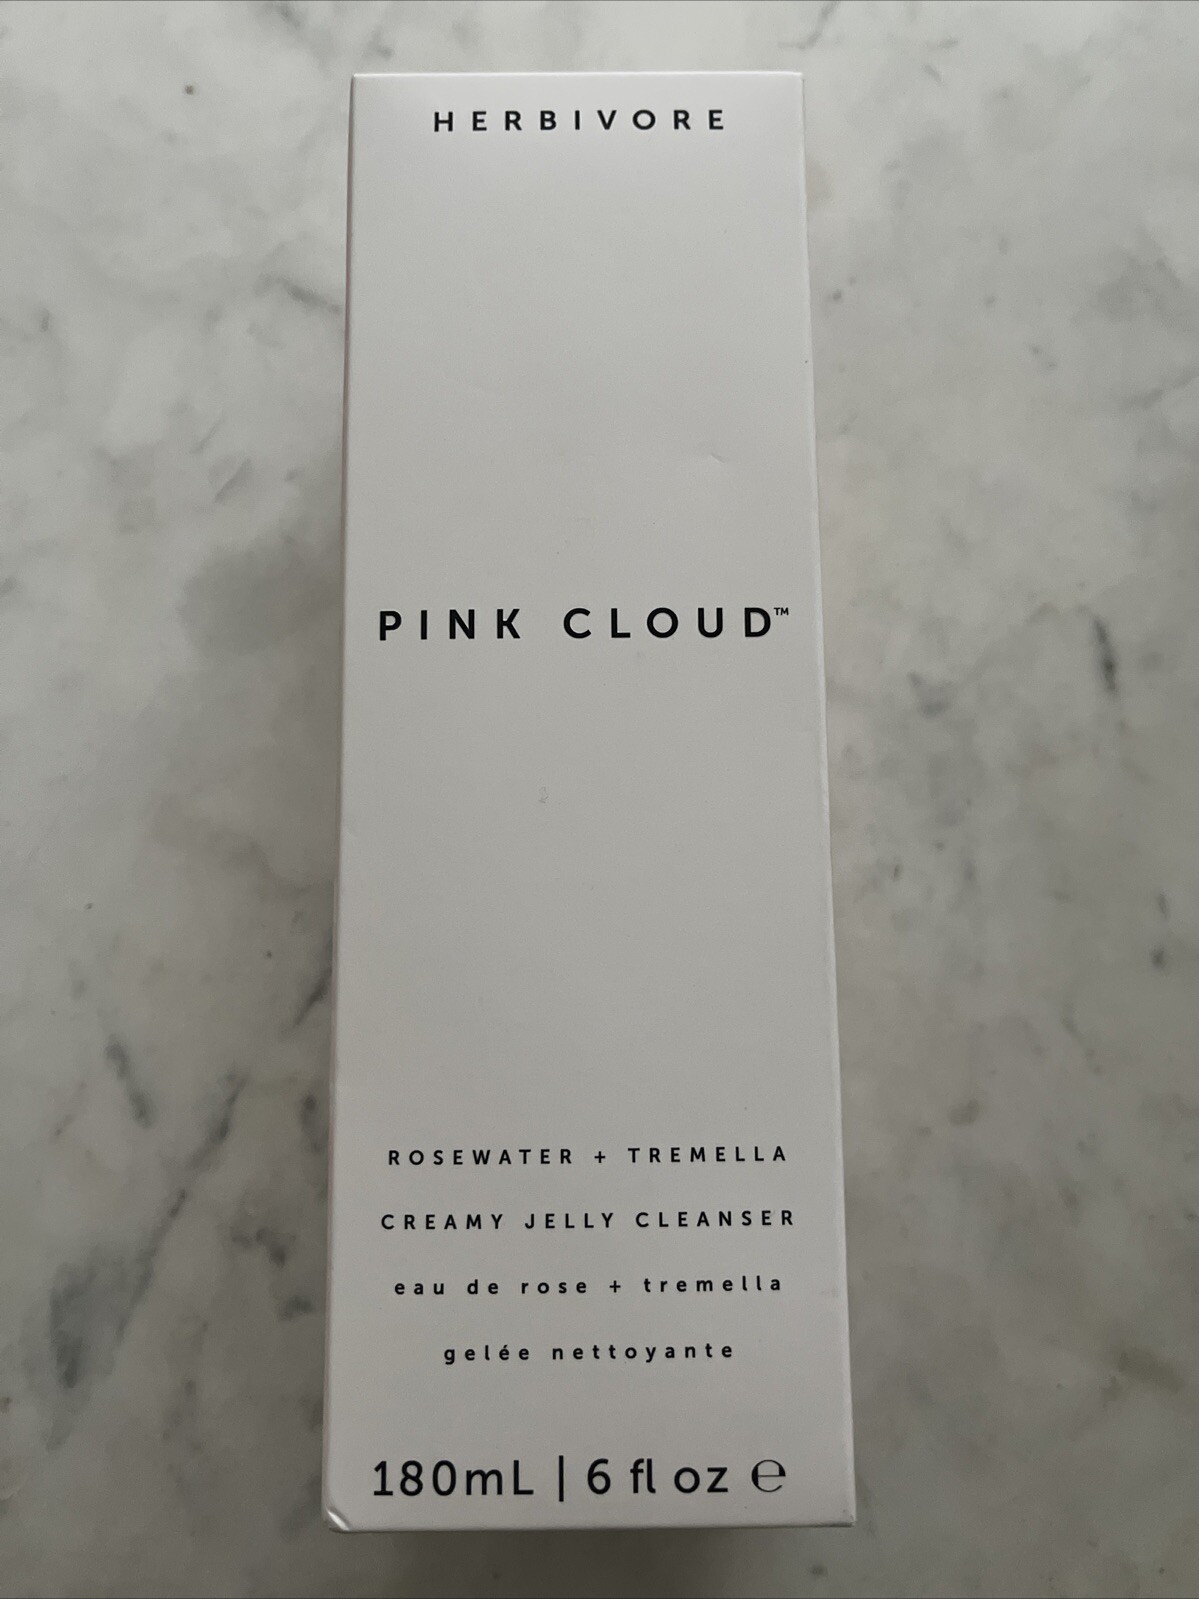 HERBIVORE
PINK CLOUD™
ROSEWATER + TREMELLA
CREAMY JELLY CLEANSER
eau de rose + tremella
gelée nettoyante
180mL | 6 fl oz ℮